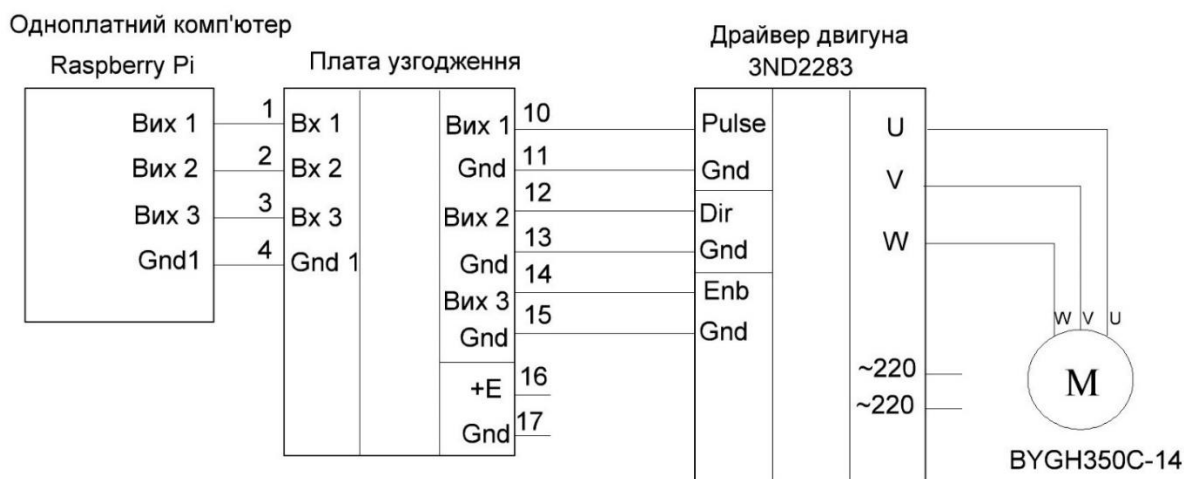 Одноплатний комп'ютер
Raspberry Pi
Плата узгодження
Драйвер двигуна
3ND2283
Вих 1
Вих 2
Вих 3
Gnd1
1
2
3
4
Вх 1
Вх 2
Вх 3
Gnd 1
Вих 1
Gnd
Вих 2
Gnd
Вих 3
Gnd
+E
Gnd
10
11
12
13
14
15
16
17
Pulse
Gnd
Dir
Gnd
Enb
Gnd
U
V
W
~220
~220
W V U
M
BYGH350C-14